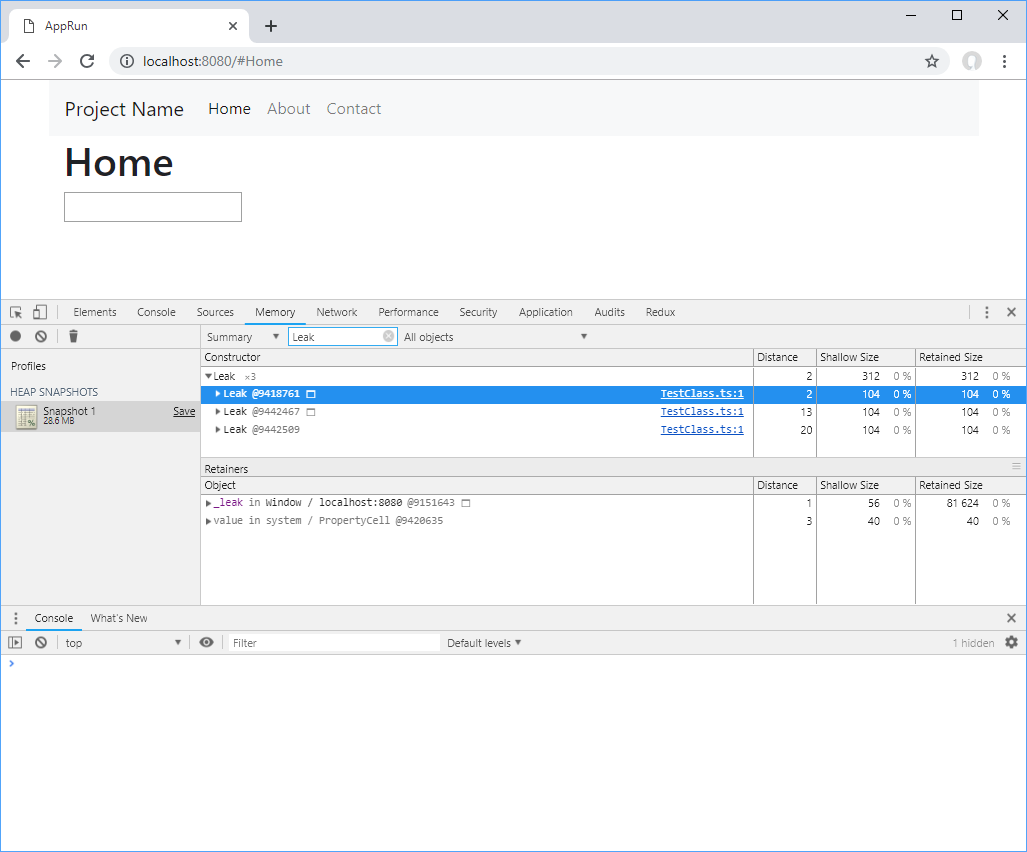 AppRun
localhost:8080/#Home
Project Name Home About Contact
Home
Elements Console Sources Memory Network Performance Security Application Audits Redux
Summary Leak All objects
Profiles
HEAP SNAPSHOTS
Snapshot 1 Save
28.6 MB
Constructor Distance Shallow Size Retained Size
Leak ×3 2 312 0 % 312 0 %
Leak @9418761 TestClass.ts:1 2 104 0 % 104 0 %
Leak @9442467 TestClass.ts:1 13 104 0 % 104 0 %
Leak @9442509 TestClass.ts:1 20 104 0 % 104 0 %
Retainers
Object Distance Shallow Size Retained Size
_leak in Window / localhost:8080 @9151643 1 56 0 % 81 624 0 %
value in system / PropertyCell @9420635 3 40 0 % 40 0 %
Console What's New
top Filter Default levels 1 hidden